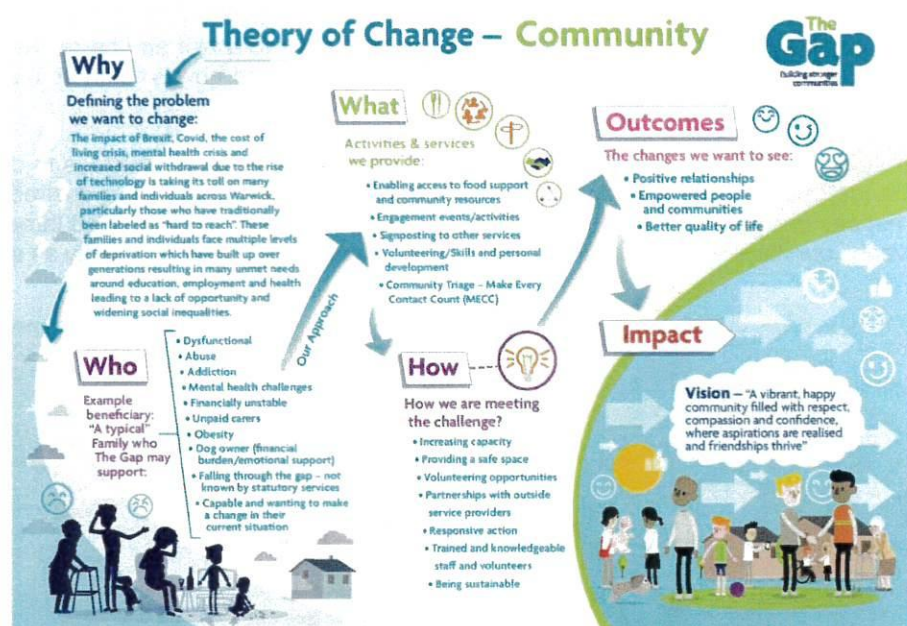 Theory of Change – Community
The
Gap
building stronger
communities
Why
Defining the problem
we want to change:
The impact of Brexit, Covid, the cost of
living crisis, mental health crisis and
increased social withdrawal due to the rise
of technology is taking its toll on many
families and individuals across Warwick,
particularly those who have traditionally
been labeled as "hard to reach". These
families and individuals face multiple levels
of deprivation which have built up over
generations resulting in many unmet needs
around education, employment and health
leading to a lack of opportunity and
widening social inequalities.
Who
Example
beneficiary:
"A typical"
Family who
The Gap may
support:
• Dysfunctional
• Abuse
• Addiction
• Mental health challenges
• Financially unstable
• Unpaid carers
• Obesity
• Dog owner (financial
burden/emotional support)
• Falling through the gap – not
known by statutory services
• Capable and wanting to make
a change in their
current situation
Our Approach
What
Activities & services
we provide:
• Enabling access to food support
and community resources
• Engagement events/activities
• Signposting to other services
• Volunteering/Skills and personal
development
• Community Triage – Make Every
Contact Count (MECC)
How
How we are meeting
the challenge?
• Increasing capacity
• Providing a safe space
• Volunteering opportunities
• Partnerships with outside
service providers
• Responsive action
• Trained and knowledgeable
staff and volunteers
• Being sustainable
Outcomes
The changes we want to see:
• Positive relationships
• Empowered people
and communities
• Better quality of life
Impact
Vision – "A vibrant, happy
community filled with respect,
compassion and confidence,
where aspirations are realised
and friendships thrive"